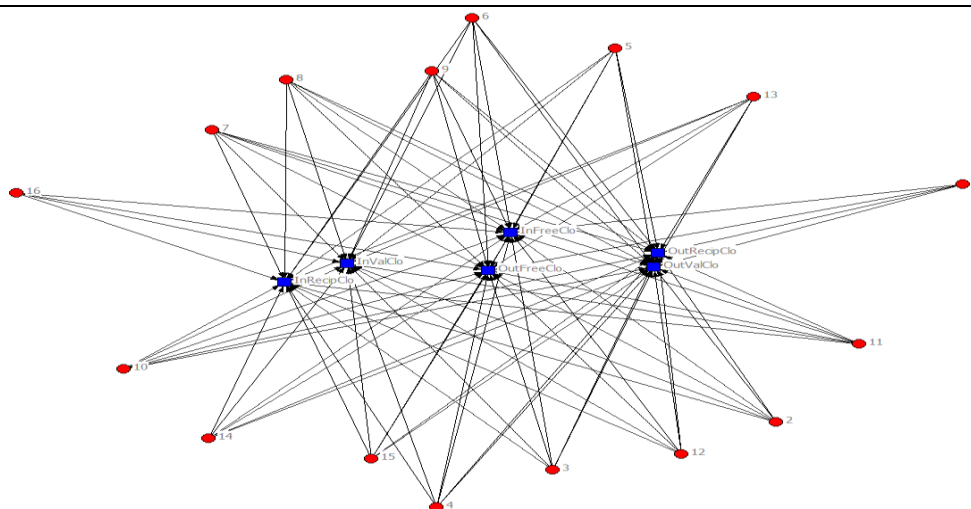 6
5
9
8
13
7
16
InFreeClo
OutRecipClo
InValClo
OutValClo
OutFreeClo
InRecipClo
11
10
2
14
12
15
3
4